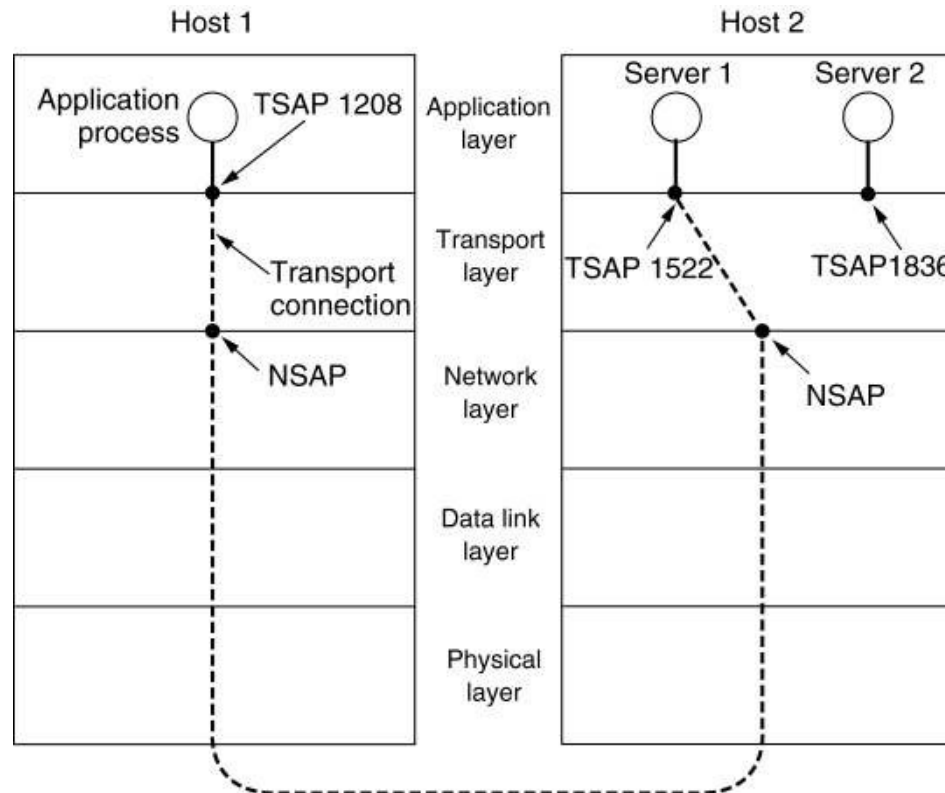 Host 1
Host 2
Application
process
TSAP 1208
Application
layer
Server 1
Server 2
Transport
layer
Transport
connection
TSAP 1522
TSAP1836
NSAP
Network
layer
NSAP
Data link
layer
Physical
layer